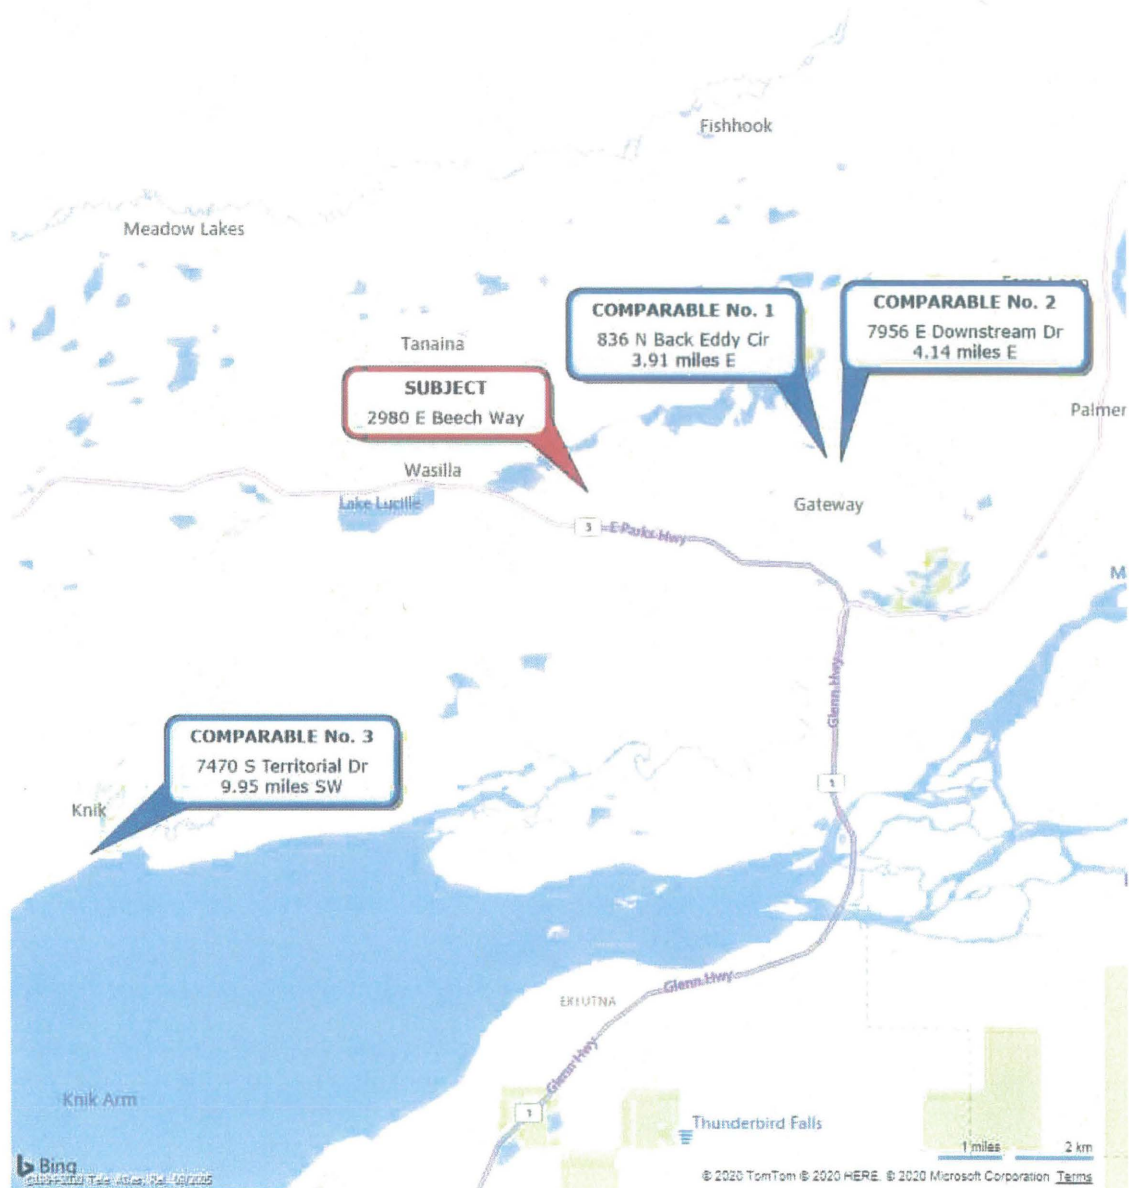 Fishhook
Meadow Lakes
COMPARABLE No. 1
836 N Back Eddy Cir
3.91 miles E
COMPARABLE No. 2
7956 E Downstream Dr
4.14 miles E
Tanaina
SUBJECT
2980 E Beech Way
Palmer
Wasilla
Lake Lucille
Gateway
3
E Parks Hwy
M
Glenn Hwy
COMPARABLE No. 3
7470 S Territorial Dr
9.95 miles SW
1
Knik
Glenn Hwy
EKLUTNA
Glenn Hwy
Knik Arm
1
Thunderbird Falls
1 miles 2 km
Bing
© 2020 TomTom © 2020 HERE, © 2020 Microsoft Corporation Terms